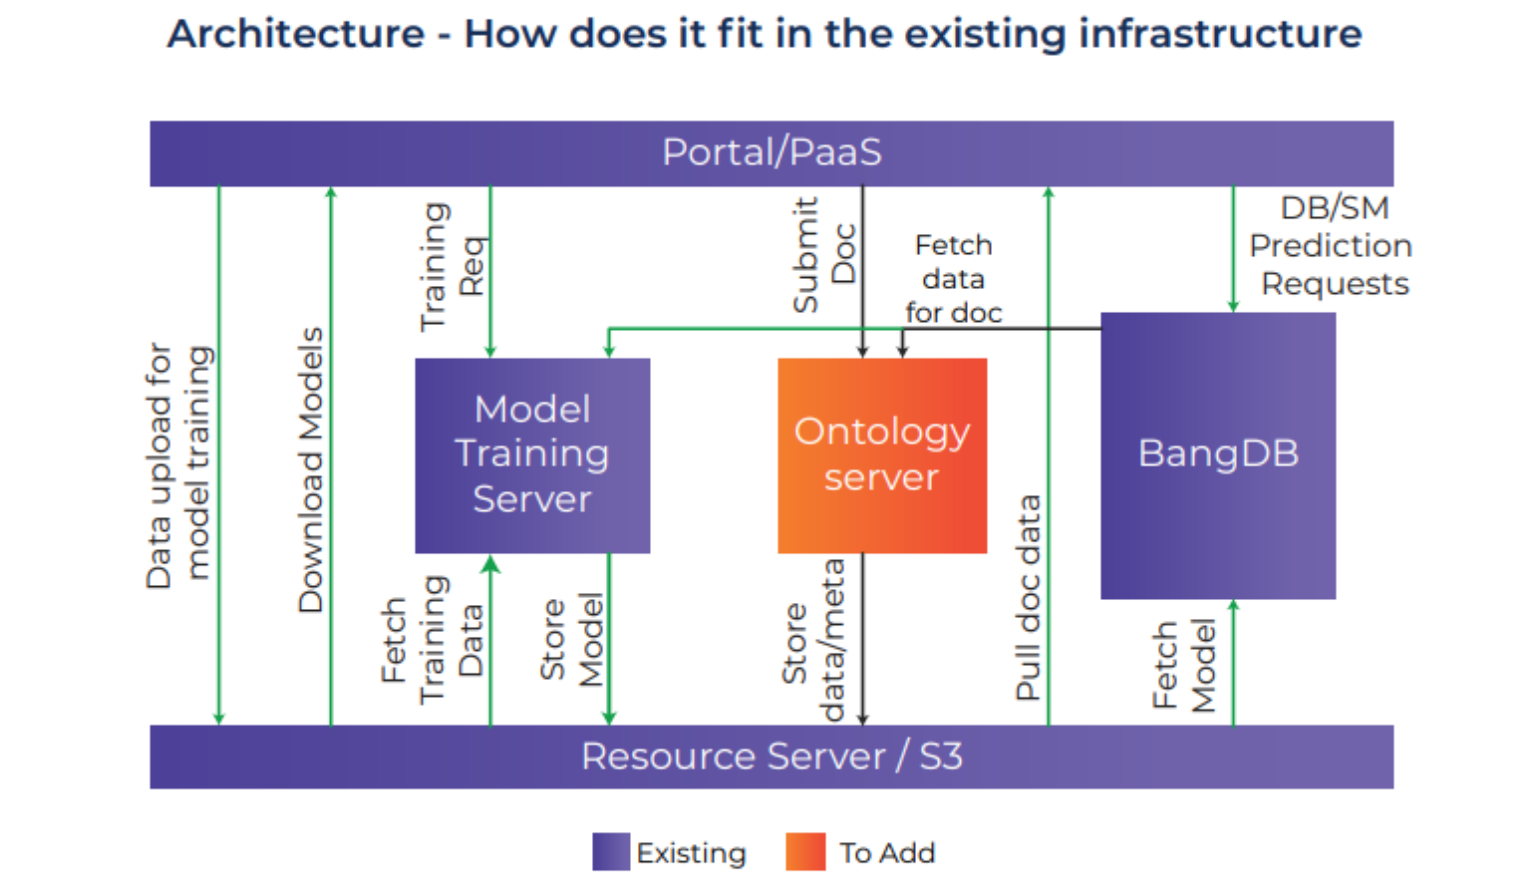 Architecture - How does it fit in the existing infrastructure
Portal/PaaS
Data upload for
model training
Download Models
Training
Req
Submit
Doc
Fetch
data
for doc
DB/SM
Prediction
Requests
Model
Training
Server
Ontology
server
BangDB
Fetch
Training
Data
Store
Model
Store
data/meta
Pull doc data
Fetch
Model
Resource Server / S3
Existing
To Add